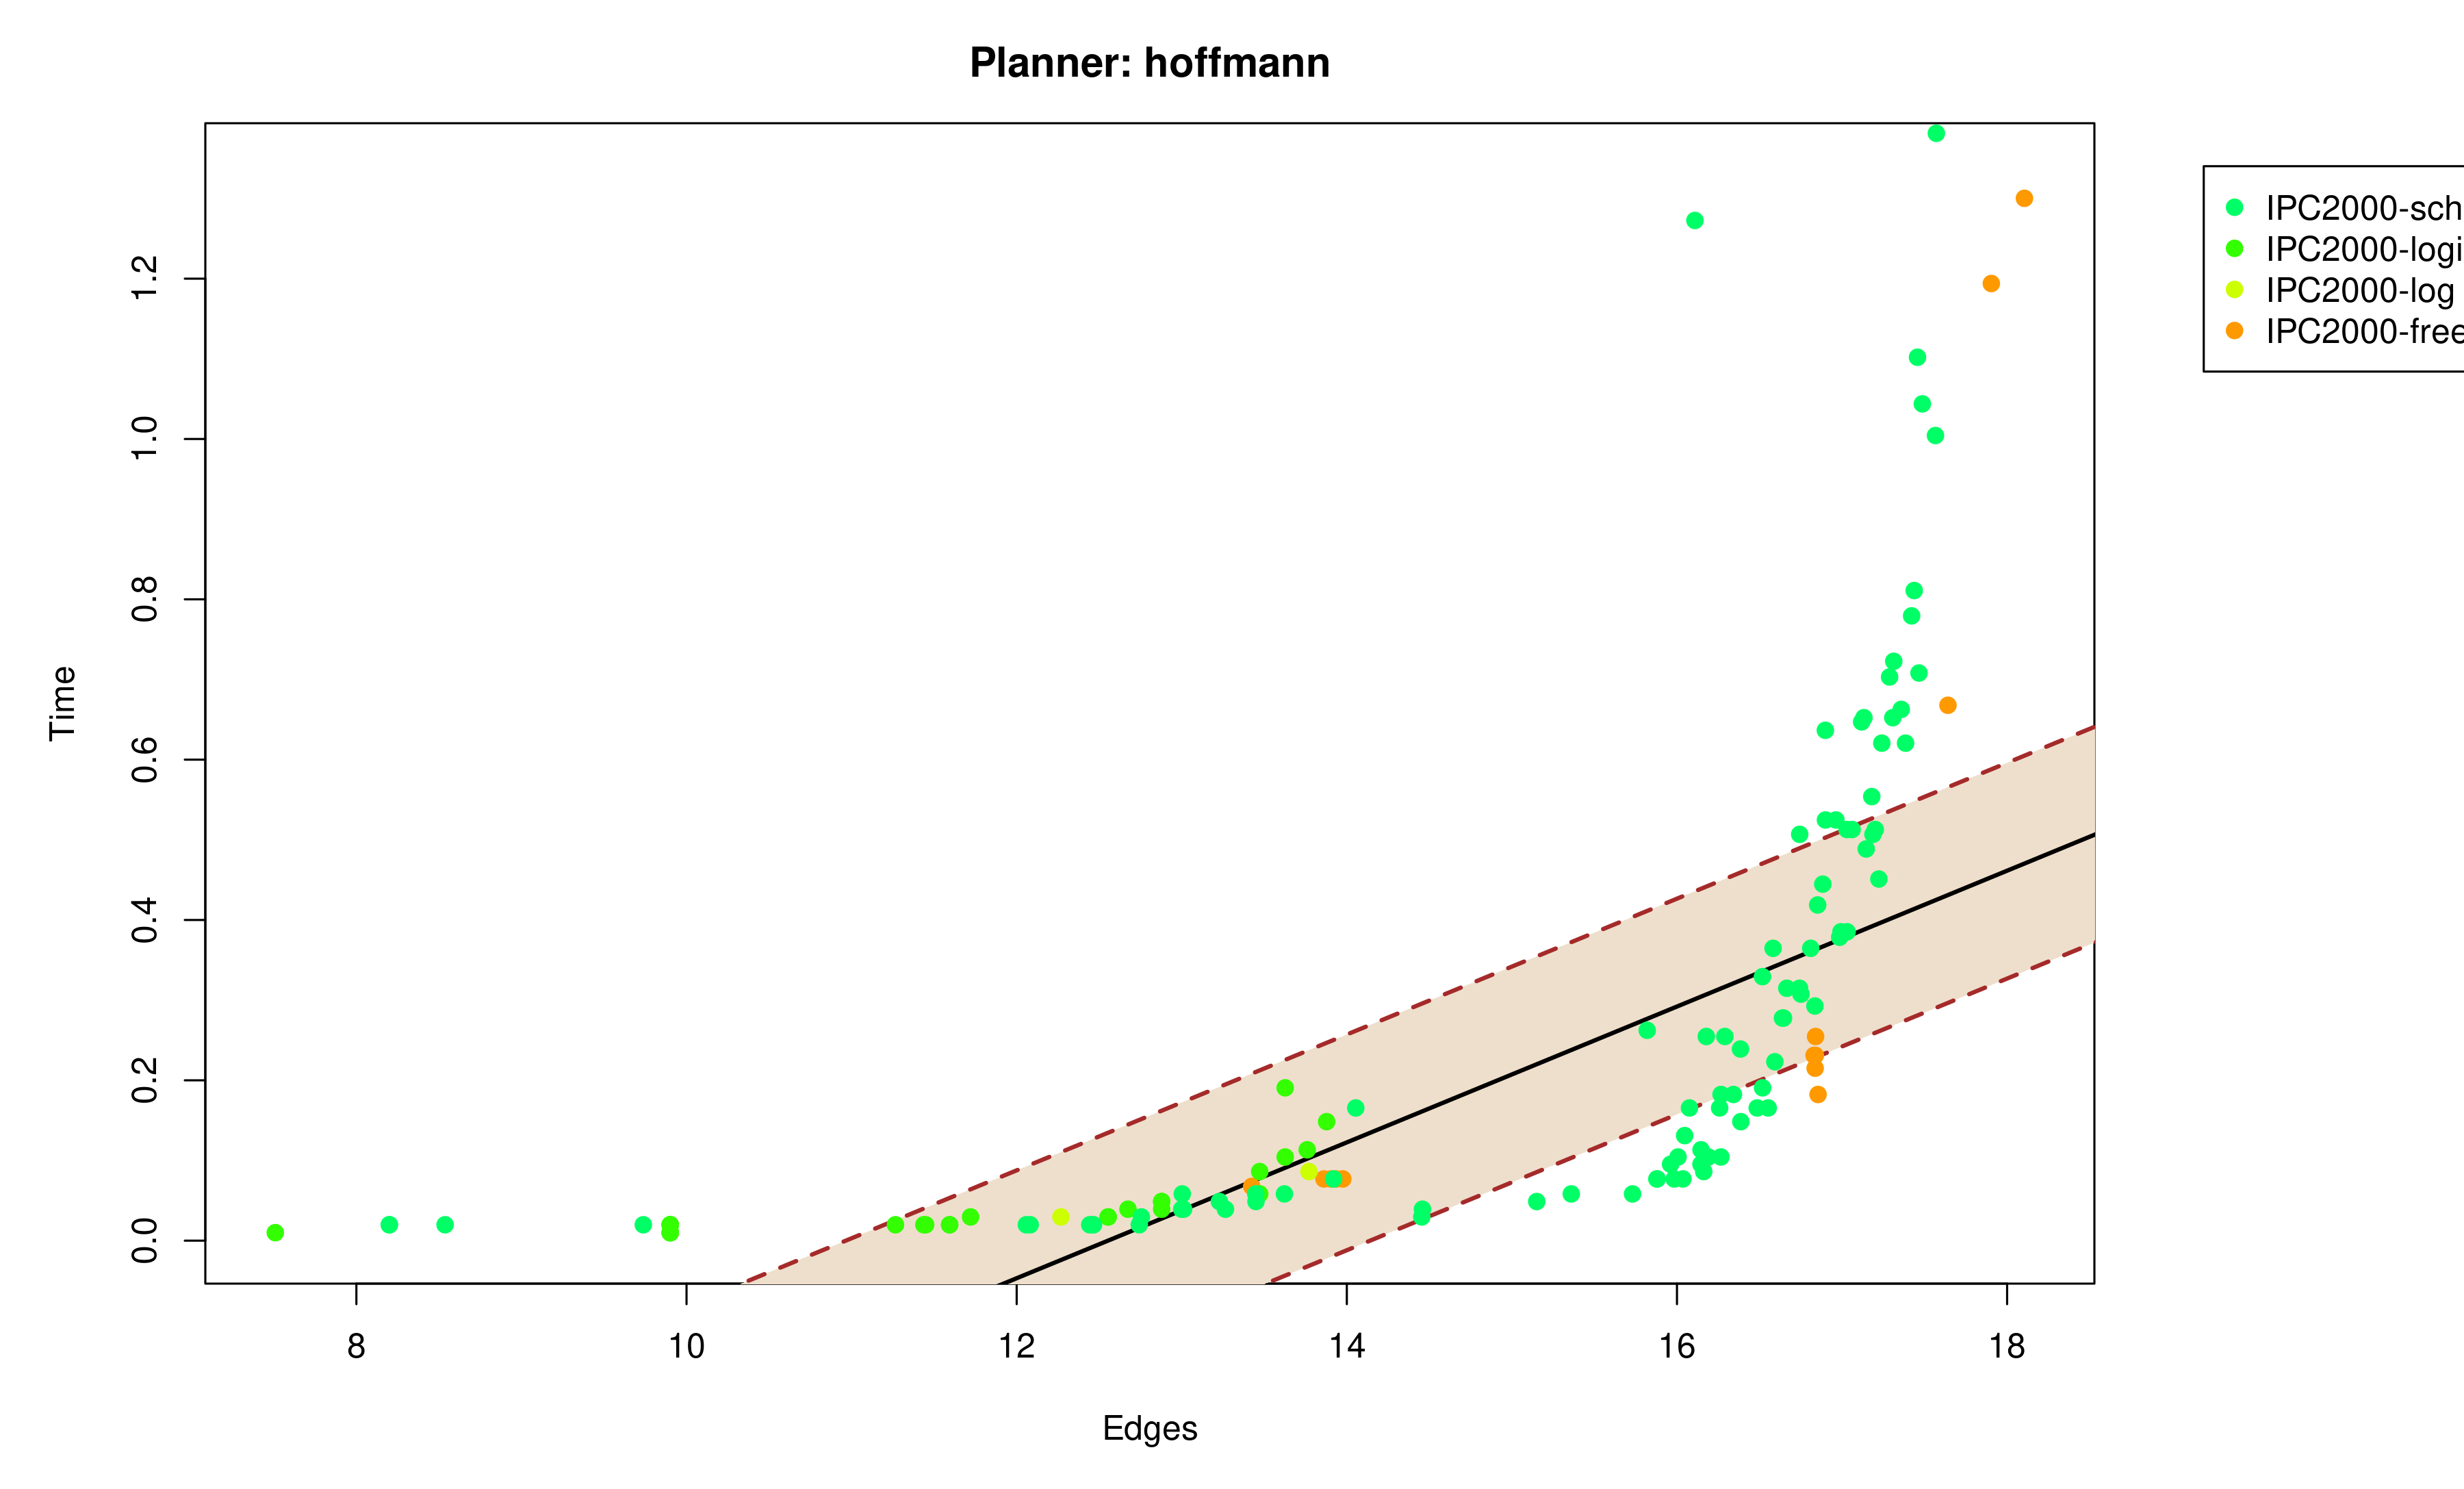 Planner: hoffmann
IPC2000-sch
IPC2000-logi
IPC2000-log
IPC2000-free
1.2
1.0
0.8
0.6
0.4
0.2
0.0
Time
8 10 12 14 16 18
Edges